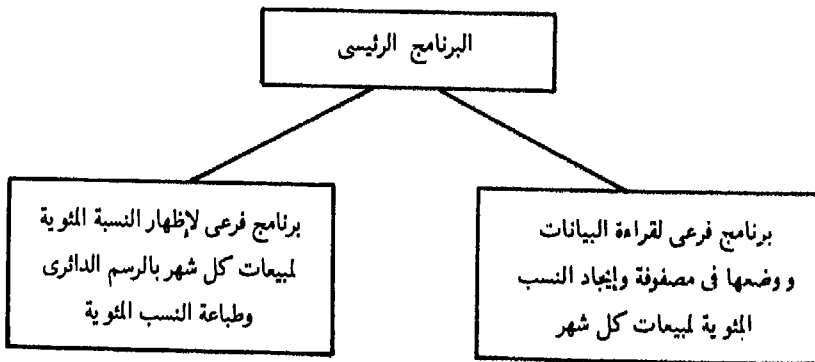 البرنامج الرئيسى
برنامج فرعى لقراءة البيانات
ووضعها فى مصفوفة وإيجاد النسب
المئوية لمبيعات كل شهر
برنامج فرعى لإظهار النسبة المئوية
لمبيعات كل شهر بالرسم الدائرى
وطباعة النسب المئوية